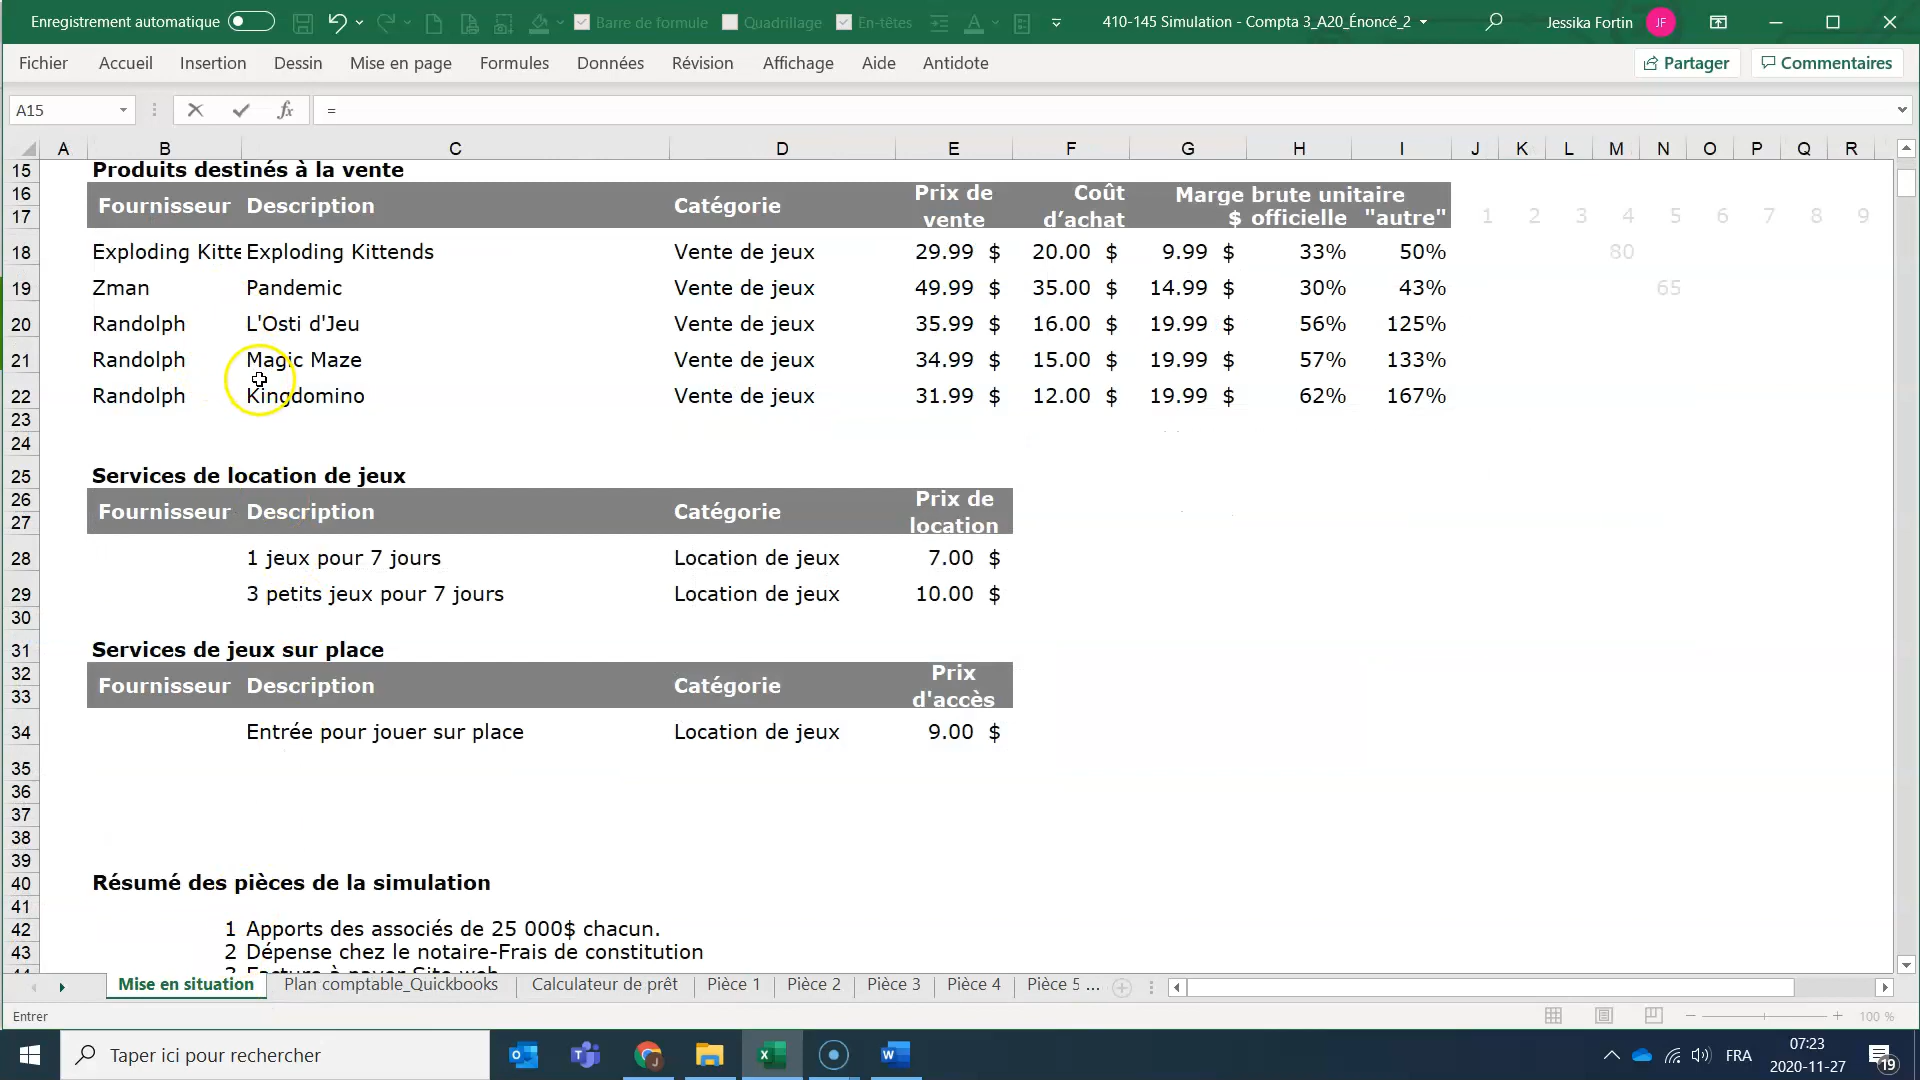 Enregistrement automatique
Barre de formule
Quadrillage
En-têtes
410-145 Simulation - Compta 3_A20_Énoncé_2
Jessika Fortin
JF
Fichier Accueil Insertion Dessin Mise en page Formules Données Révision Affichage Aide Antidote
Partager
Commentaires
A15
fx
=
A B C D E F G H I J K L M N O P Q R
15 Produits destinés à la vente
16 Prix de Coût Marge brute unitaire
Fournisseur Description Catégorie 1 2 3 4 5 6 7 8 9
17 vente d'achat $ officielle "autre"
18 Exploding Kitte Exploding Kittends Vente de jeux 29.99 $ 20.00 $ 9.99 $ 33% 50% 80
19 Zman Pandemic Vente de jeux 49.99 $ 35.00 $ 14.99 $ 30% 43% 65
20 Randolph L'Osti d'Jeu Vente de jeux 35.99 $ 16.00 $ 19.99 $ 56% 125%
21 Randolph Magic Maze Vente de jeux 34.99 $ 15.00 $ 19.99 $ 57% 133%
22 Randolph Kingdomino Vente de jeux 31.99 $ 12.00 $ 19.99 $ 62% 167%
23
24
25 Services de location de jeux
26 Prix de
Fournisseur Description Catégorie
27 location
28 1 jeux pour 7 jours Location de jeux 7.00 $
29 3 petits jeux pour 7 jours Location de jeux 10.00 $
30
31 Services de jeux sur place
32 Prix
Fournisseur Description Catégorie
33 d'accès
34 Entrée pour jouer sur place Location de jeux 9.00 $
35
36
37
38
39
40 Résumé des pièces de la simulation
41
42 1 Apports des associés de 25 000$ chacun.
43 2 Dépense chez le notaire-Frais de constitution
44 3 Facture à payer Site web
Mise en situation Plan comptable_Quickbooks Calculateur de prêt Pièce 1 Pièce 2 Pièce 3 Pièce 4 Pièce 5 ...
Entrer
100 %
Taper ici pour rechercher
FRA
07:23
2020-11-27
19